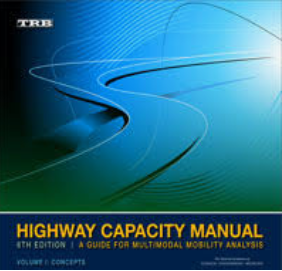 TRB
HIGHWAY CAPACITY MANUAL
6TH EDITION | A GUIDE FOR MULTIMODAL MOBILITY ANALYSIS
VOLUME 1: CONCEPTS